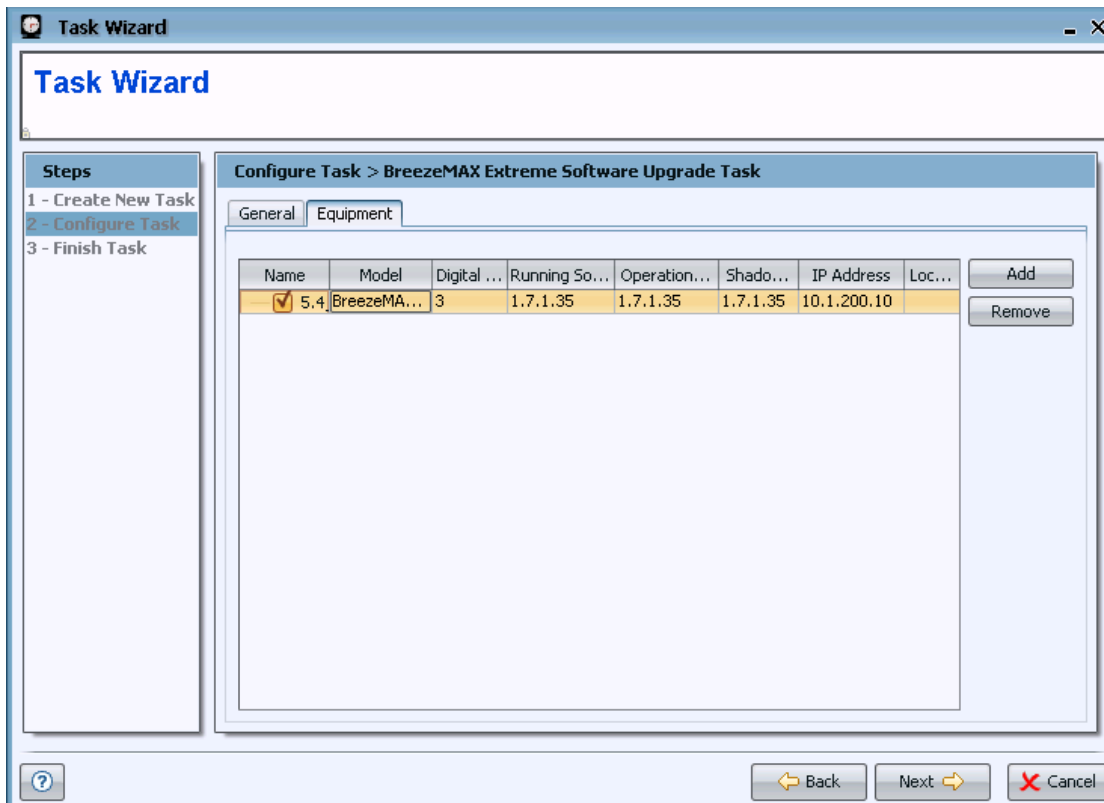 Task Wizard
Task Wizard
Steps
1 - Create New Task
2 - Configure Task
3 - Finish Task
Configure Task > BreezeMAX Extreme Software Upgrade Task
General Equipment
Name Model Digital ... Running So... Operation... Shado... IP Address Loc...
5.4 BreezeMA... 3 1.7.1.35 1.7.1.35 1.7.1.35 10.1.200.10
Add
Remove
? Back Next Cancel